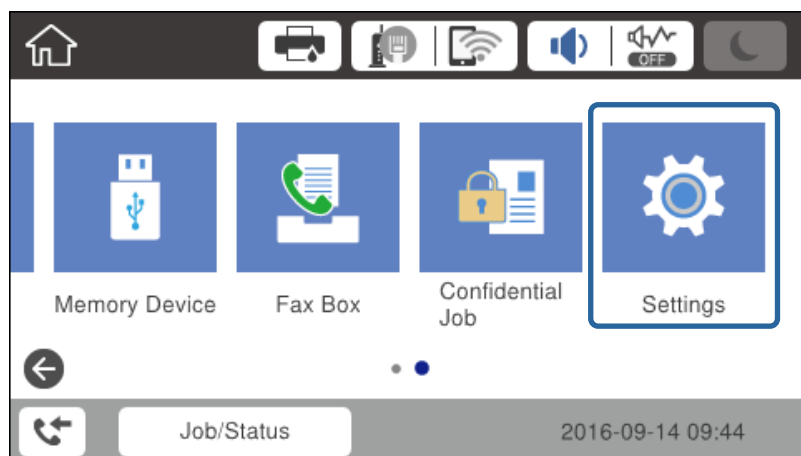 OFF
Memory Device
Fax Box
Confidential
Job
Settings
Job/Status
2016-09-14 09:44